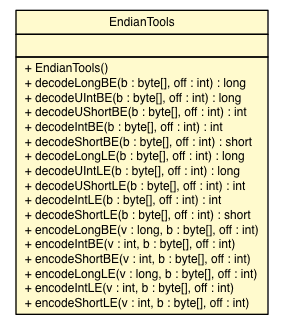 EndianTools
+ EndianTools()
+ decodeLongBE(b : byte[], off : int) : long
+ decodeUIntBE(b : byte[], off : int) : long
+ decodeUShortBE(b : byte[], off : int) : int
+ decodeIntBE(b : byte[], off : int) : int
+ decodeShortBE(b : byte[], off : int) : short
+ decodeLongLE(b : byte[], off : int) : long
+ decodeUIntLE(b : byte[], off : int) : long
+ decodeUShortLE(b : byte[], off : int) : int
+ decodeIntLE(b : byte[], off : int) : int
+ decodeShortLE(b : byte[], off : int) : short
+ encodeLongBE(v : long, b : byte[], off : int)
+ encodeIntBE(v : int, b : byte[], off : int)
+ encodeShortBE(v : int, b : byte[], off : int)
+ encodeLongLE(v : long, b : byte[], off : int)
+ encodeIntLE(v : int, b : byte[], off : int)
+ encodeShortLE(v : int, b : byte[], off : int)